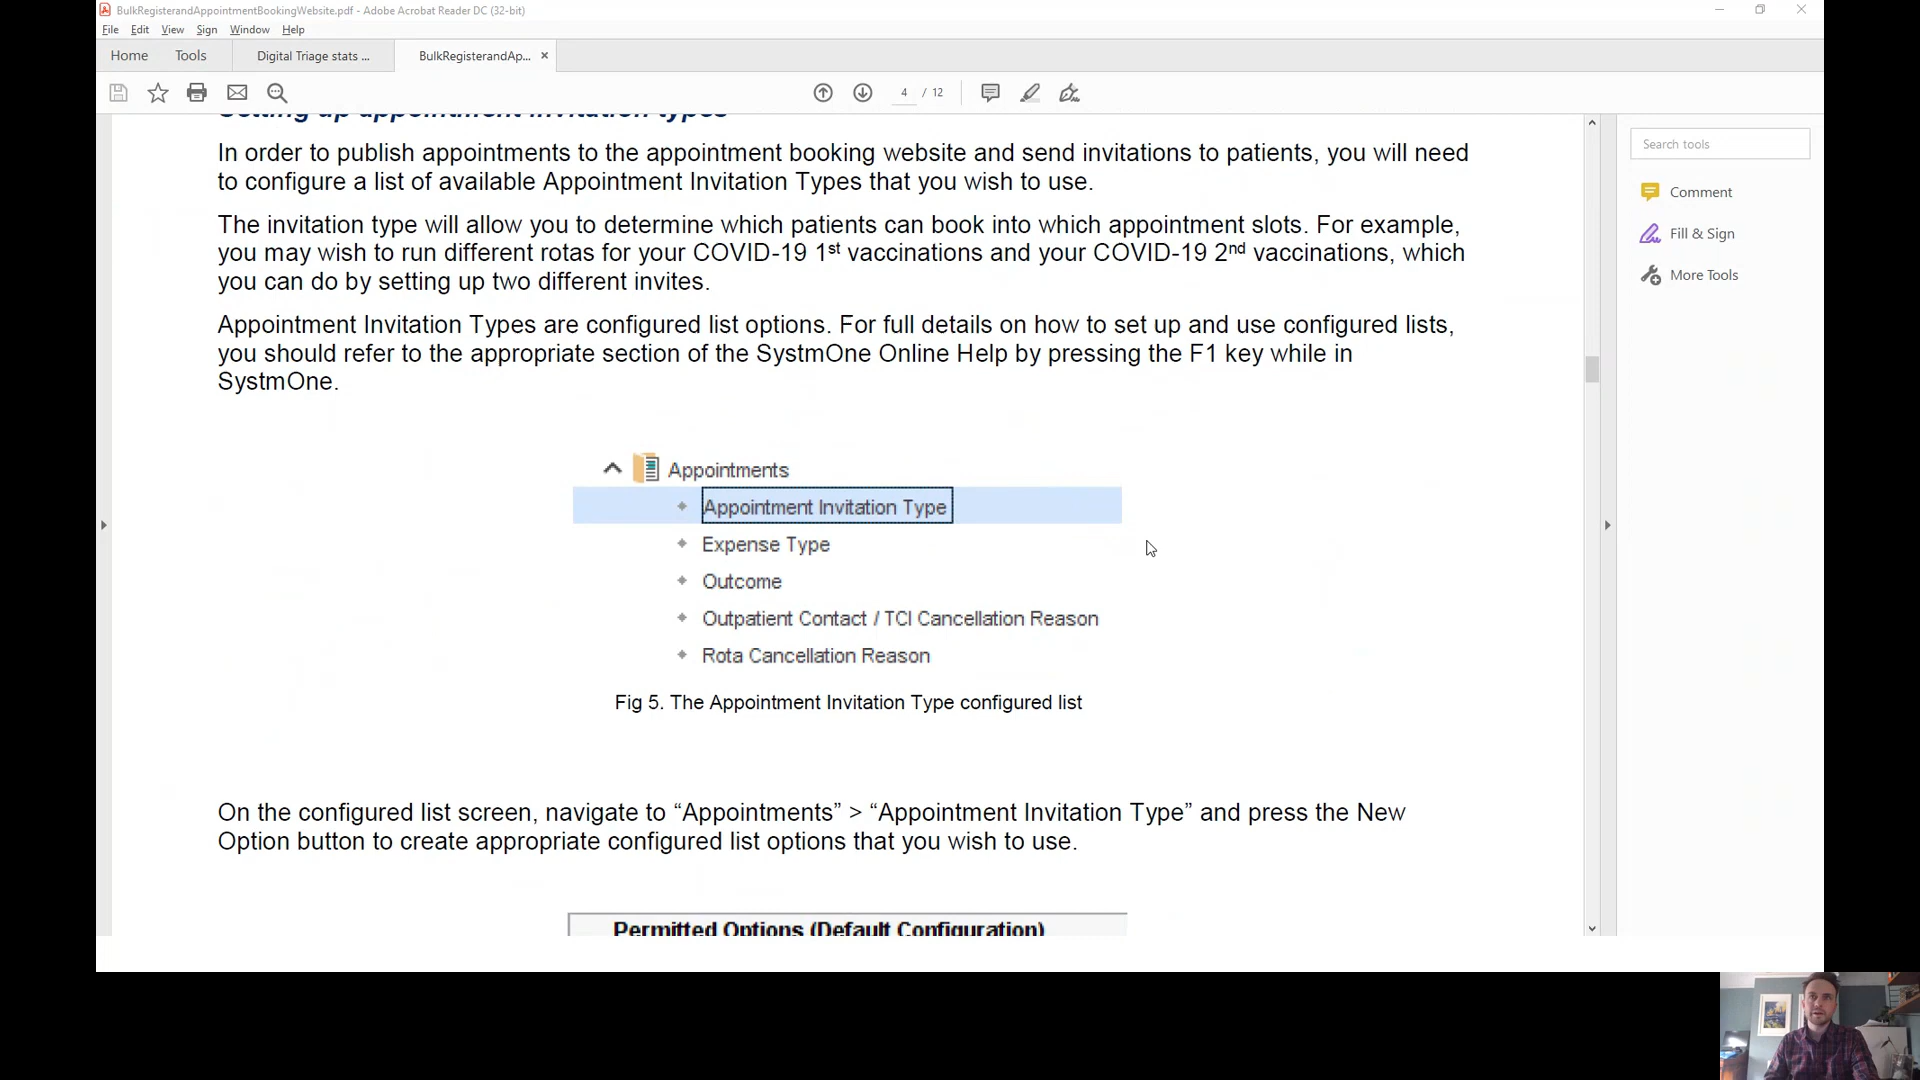 BulkRegisterandAppointmentBookingWebsite.pdf - Adobe Acrobat Reader DC (32-bit)
File Edit View Sign Window Help
Home Tools Digital Triage stats ... BulkRegisterandAp... ×
4 / 12
Setting up appointment invitation types
In order to publish appointments to the appointment booking website and send invitations to patients, you will need
to configure a list of available Appointment Invitation Types that you wish to use.
The invitation type will allow you to determine which patients can book into which appointment slots. For example,
you may wish to run different rotas for your COVID-19 1st vaccinations and your COVID-19 2nd vaccinations, which
you can do by setting up two different invites.
Appointment Invitation Types are configured list options. For full details on how to set up and use configured lists,
you should refer to the appropriate section of the SystmOne Online Help by pressing the F1 key while in
SystmOne.
Appointments
Appointment Invitation Type
Expense Type
Outcome
Outpatient Contact / TCI Cancellation Reason
Rota Cancellation Reason
Fig 5. The Appointment Invitation Type configured list
On the configured list screen, navigate to “Appointments” > “Appointment Invitation Type” and press the New
Option button to create appropriate configured list options that you wish to use.
Permitted Options (Default Configuration)
Search tools
Comment
Fill & Sign
More Tools